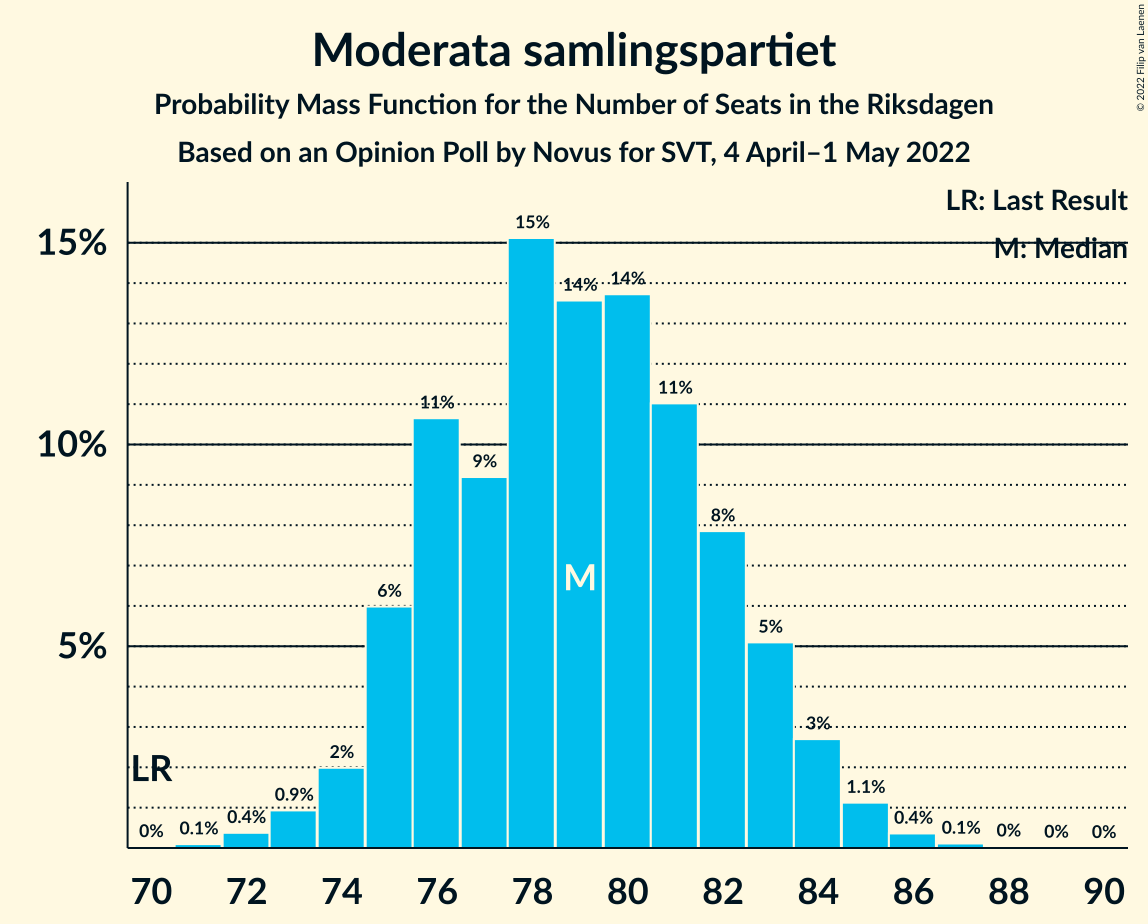 Moderata samlingspartiet
Probability Mass Function for the Number of Seats in the Riksdagen
Based on an Opinion Poll by Novus for SVT, 4 April–1 May 2022
© 2022 Filip van Laenen
LR: Last Result
M: Median
15%
10%
5%
0%
0.1%
0.4%
0.9%
2%
6%
11%
9%
15%
14%
14%
11%
8%
5%
3%
1.1%
0.4%
0.1%
0%
0%
0%
LR
M
70 72 74 76 78 80 82 84 86 88 90